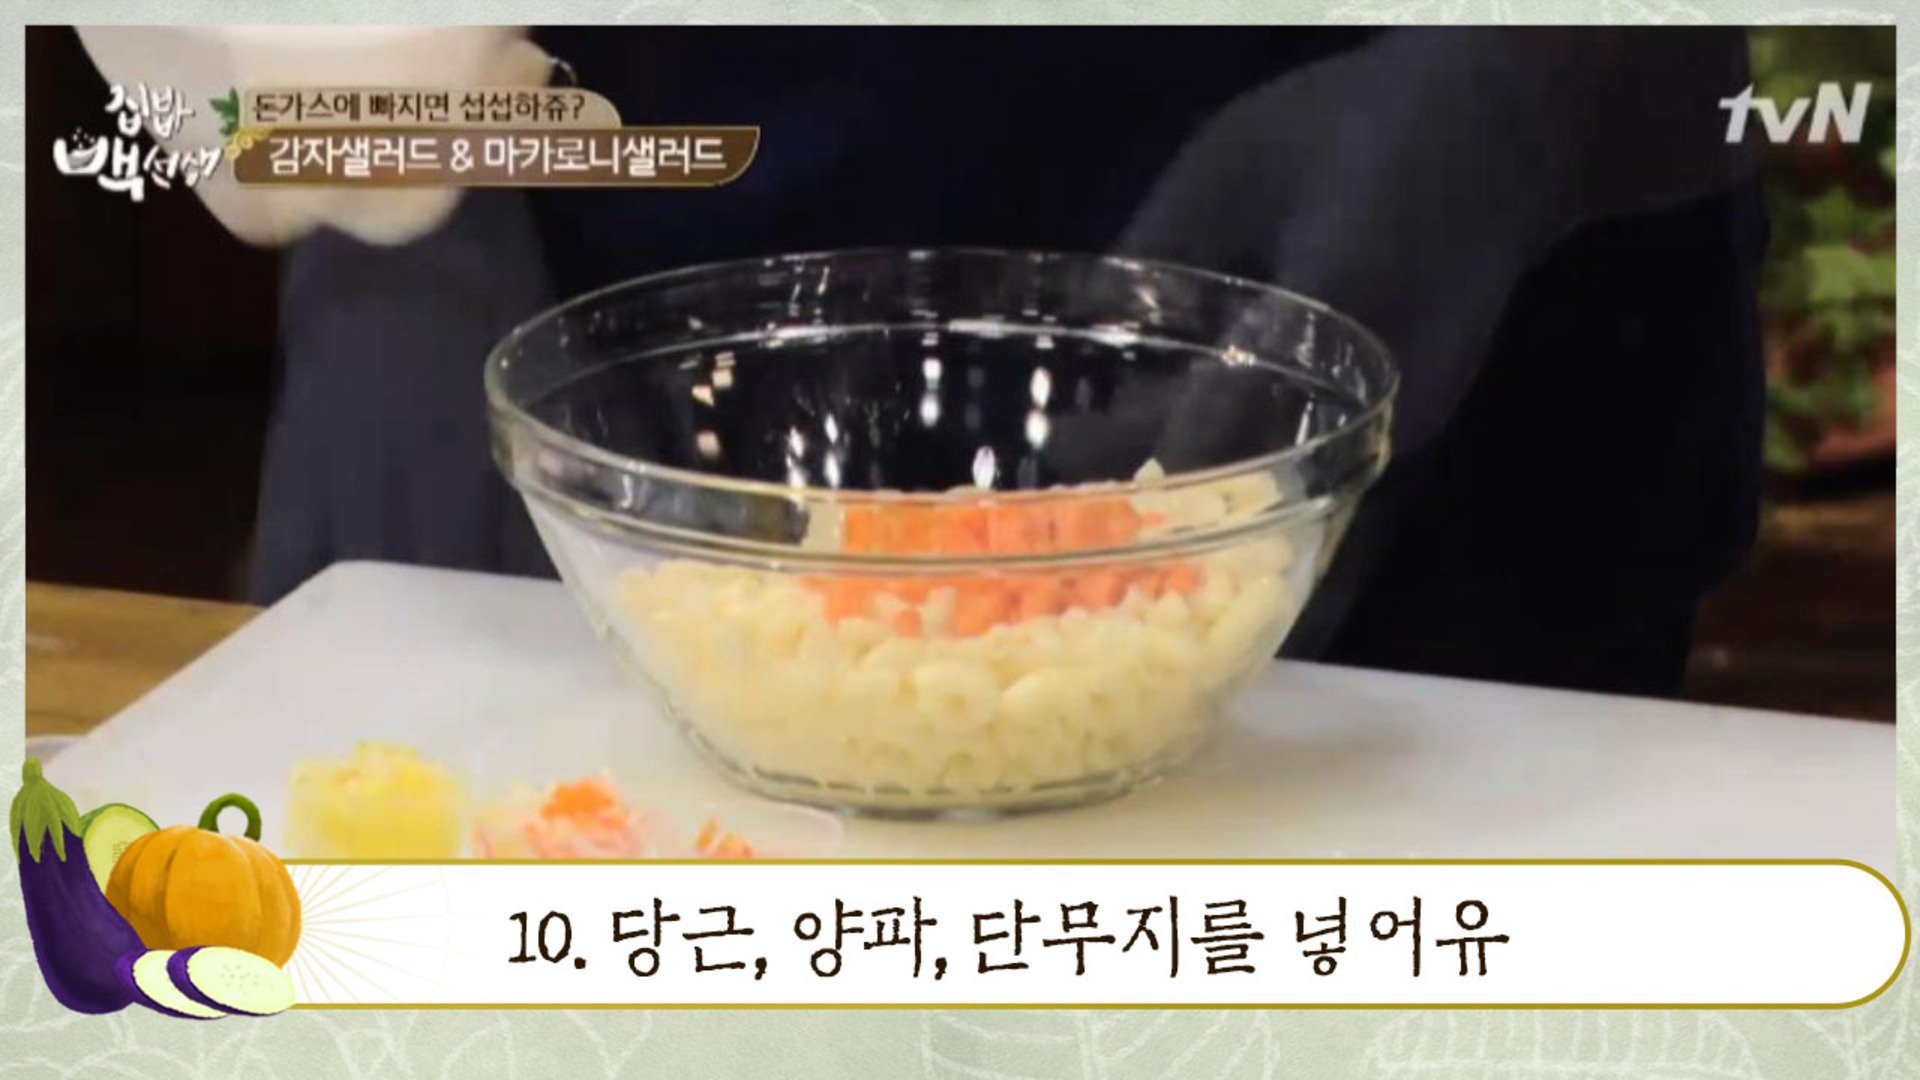 집밥
백선생
돈가스에 빠지면 섭섭하쥬?
감자샐러드 & 마카로니샐러드
tvN
10. 당근, 양파, 단무지를 넣어유